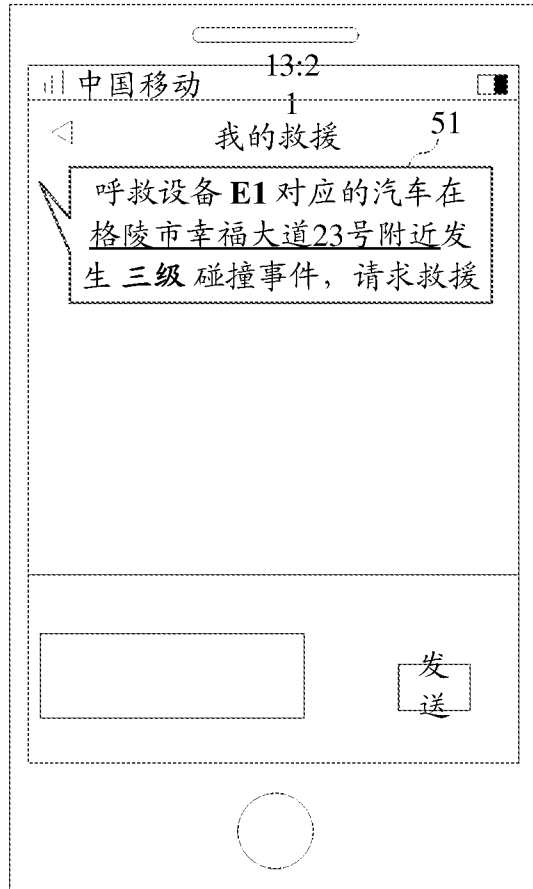 中国移动
13:2
1
我的救援
51
呼救设备 E1 对应的汽车在
格陵市幸福大道23号附近发
生 三级 碰撞事件，请求救援
发
送